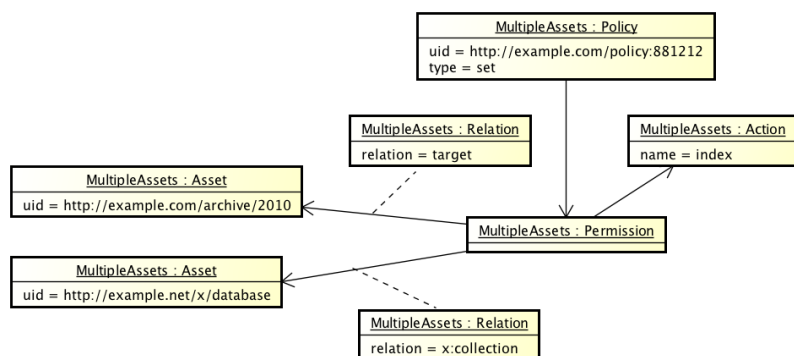 MultipleAssets : Policy
uid = http://example.com/policy:881212
type = set
MultipleAssets : Relation
relation = target
MultipleAssets : Action
name = index
MultipleAssets : Asset
uid = http://example.com/archive/2010
MultipleAssets : Permission
MultipleAssets : Asset
uid = http://example.net/x/database
MultipleAssets : Relation
relation = x:collection